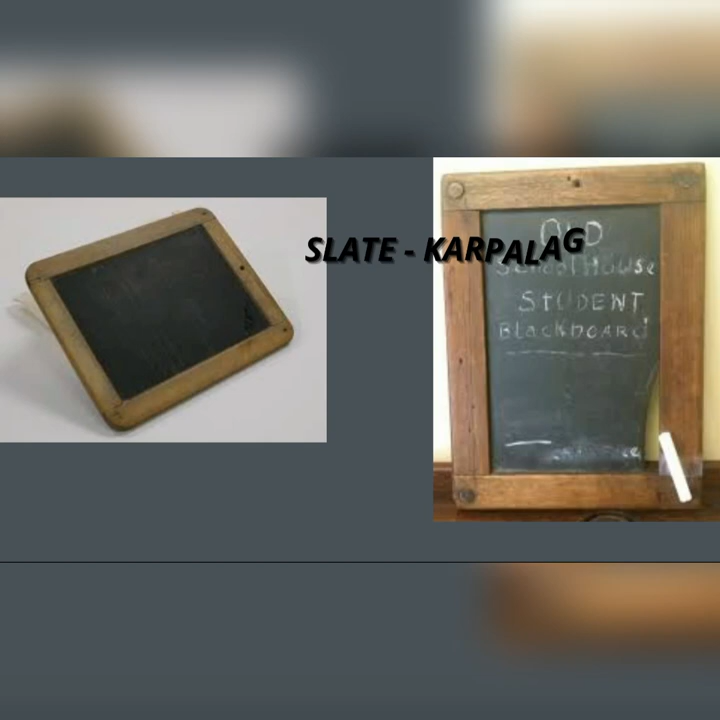 SLATE - KARPALAG
OLD
School House
STUDENT
BlackboARd